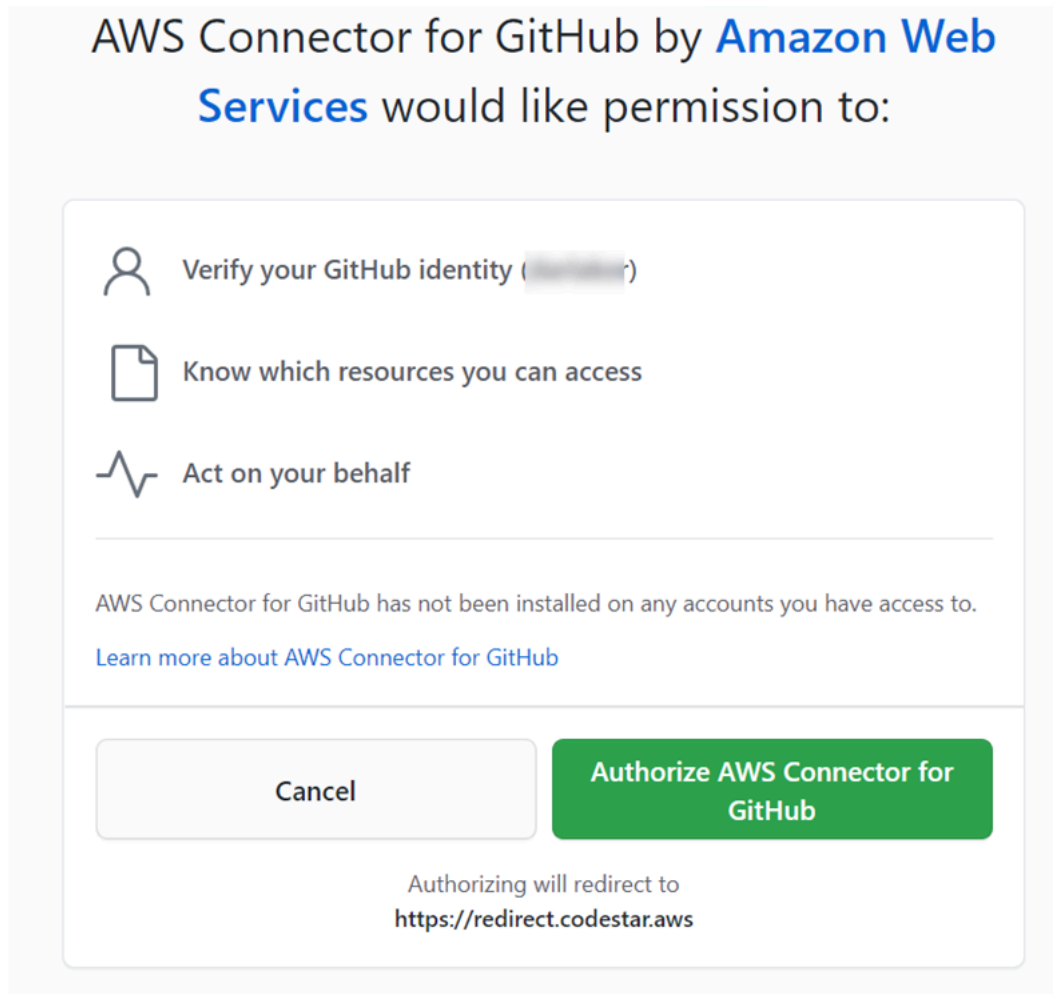 AWS Connector for GitHub by Amazon Web
Services would like permission to:
Verify your GitHub identity ( r)
Know which resources you can access
Act on your behalf
AWS Connector for GitHub has not been installed on any accounts you have access to.
Learn more about AWS Connector for GitHub
Cancel
Authorize AWS Connector for
GitHub
Authorizing will redirect to
https://redirect.codestar.aws